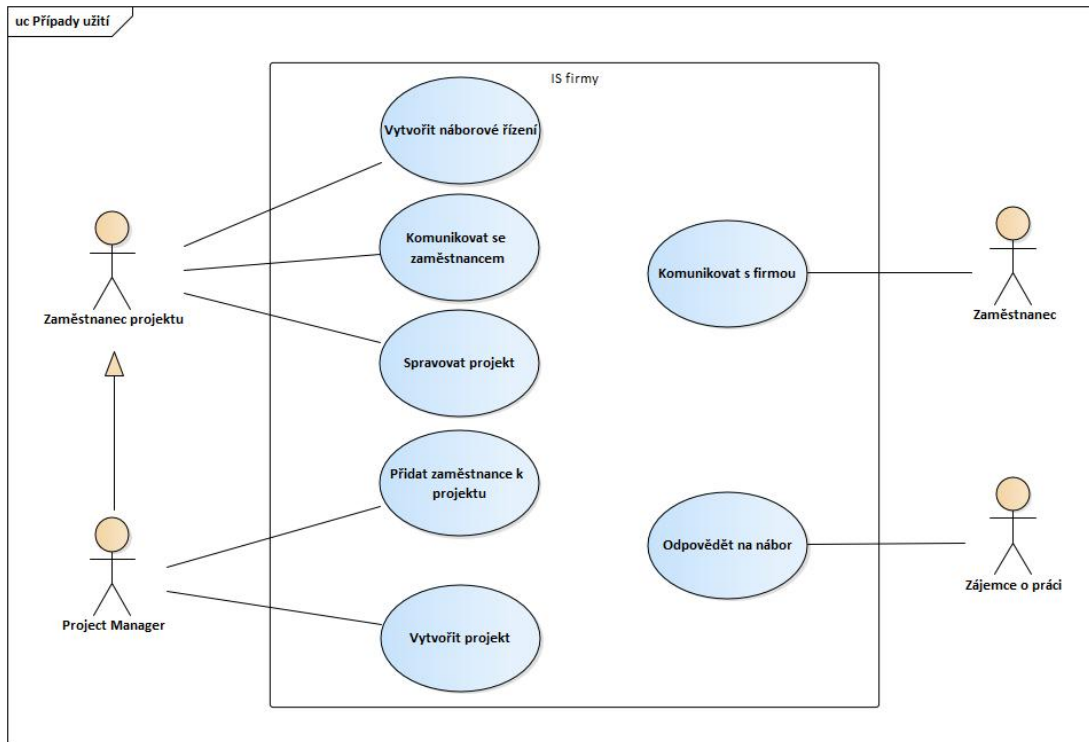 uc Případy užití
IS firmy
Vytvořit náborové řízení
Komunikovat se
zaměstnancem
Komunikovat s firmou
Zaměstnanec projektu
Zaměstnanec
Spravovat projekt
Přidat zaměstnance k
projektu
Odpovědět na nábor
Zájemce o práci
Project Manager
Vytvořit projekt